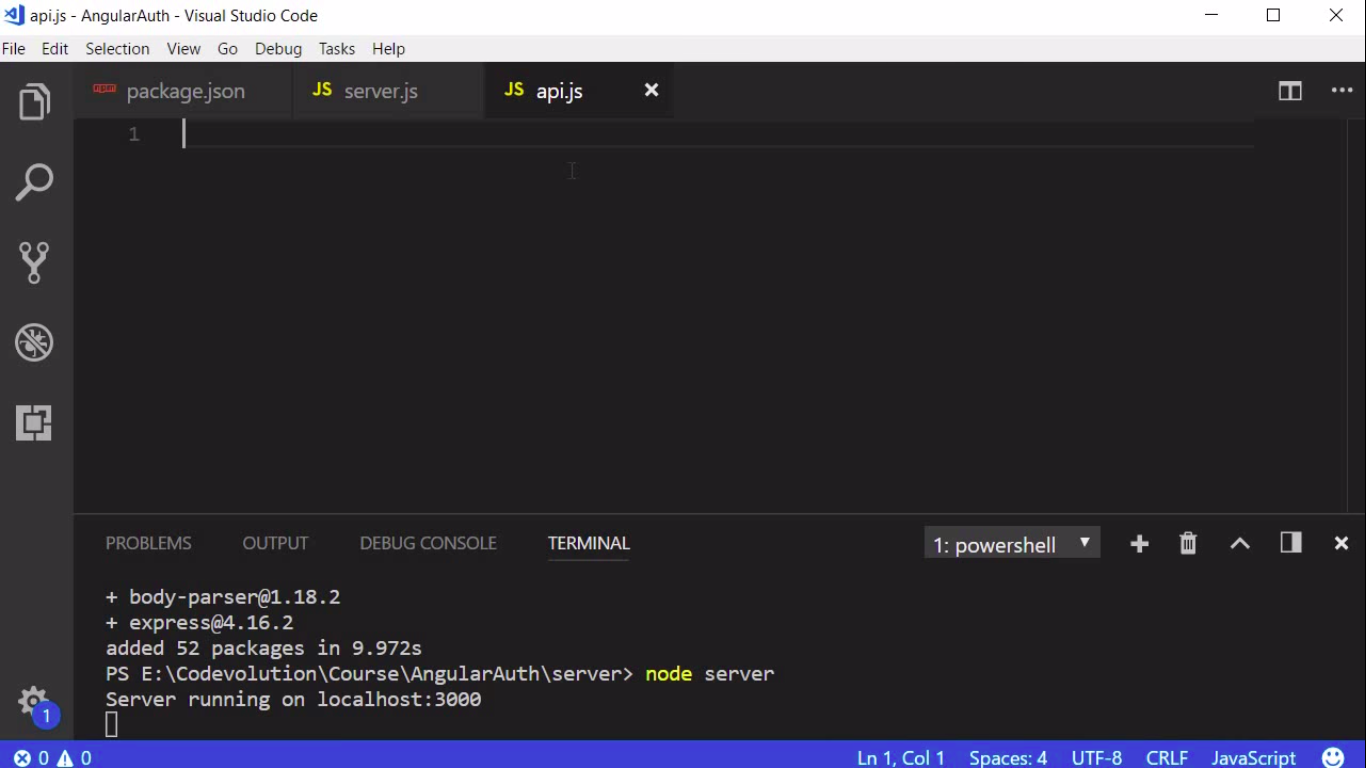 api.js - AngularAuth - Visual Studio Code
File Edit Selection View Go Debug Tasks Help
npm package.json JS server.js JS api.js
1
PROBLEMS OUTPUT DEBUG CONSOLE TERMINAL 1: powershell
+ body-parser@1.18.2
+ express@4.16.2
added 52 packages in 9.972s
PS E:\Codevolution\Course\AngularAuth\server> node server
Server running on localhost:3000
1
0 0 Ln 1, Col 1 Spaces: 4 UTF-8 CRLF JavaScript